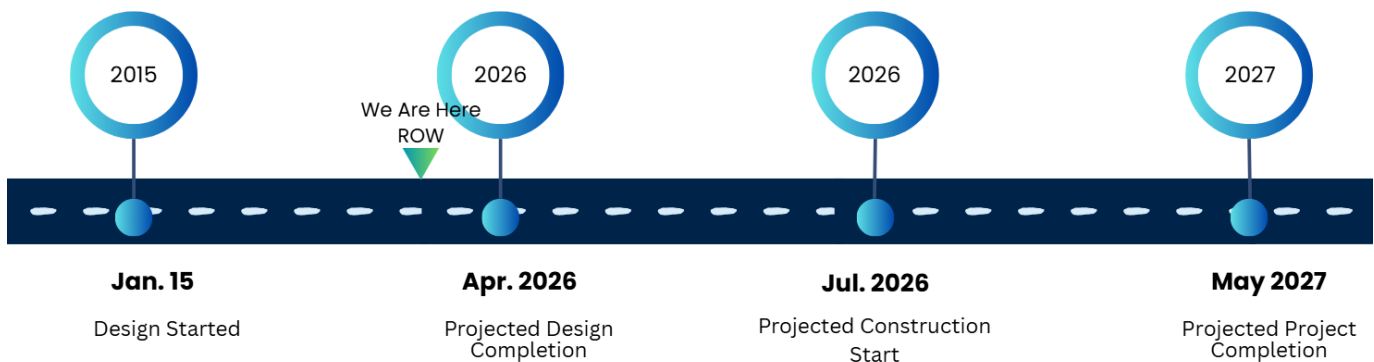 2015
2026
2026
2027
We Are Here
ROW
Jan. 15
Apr. 2026
Jul. 2026
May 2027
Design Started
Projected Design
Completion
Projected Construction
Start
Projected Project
Completion